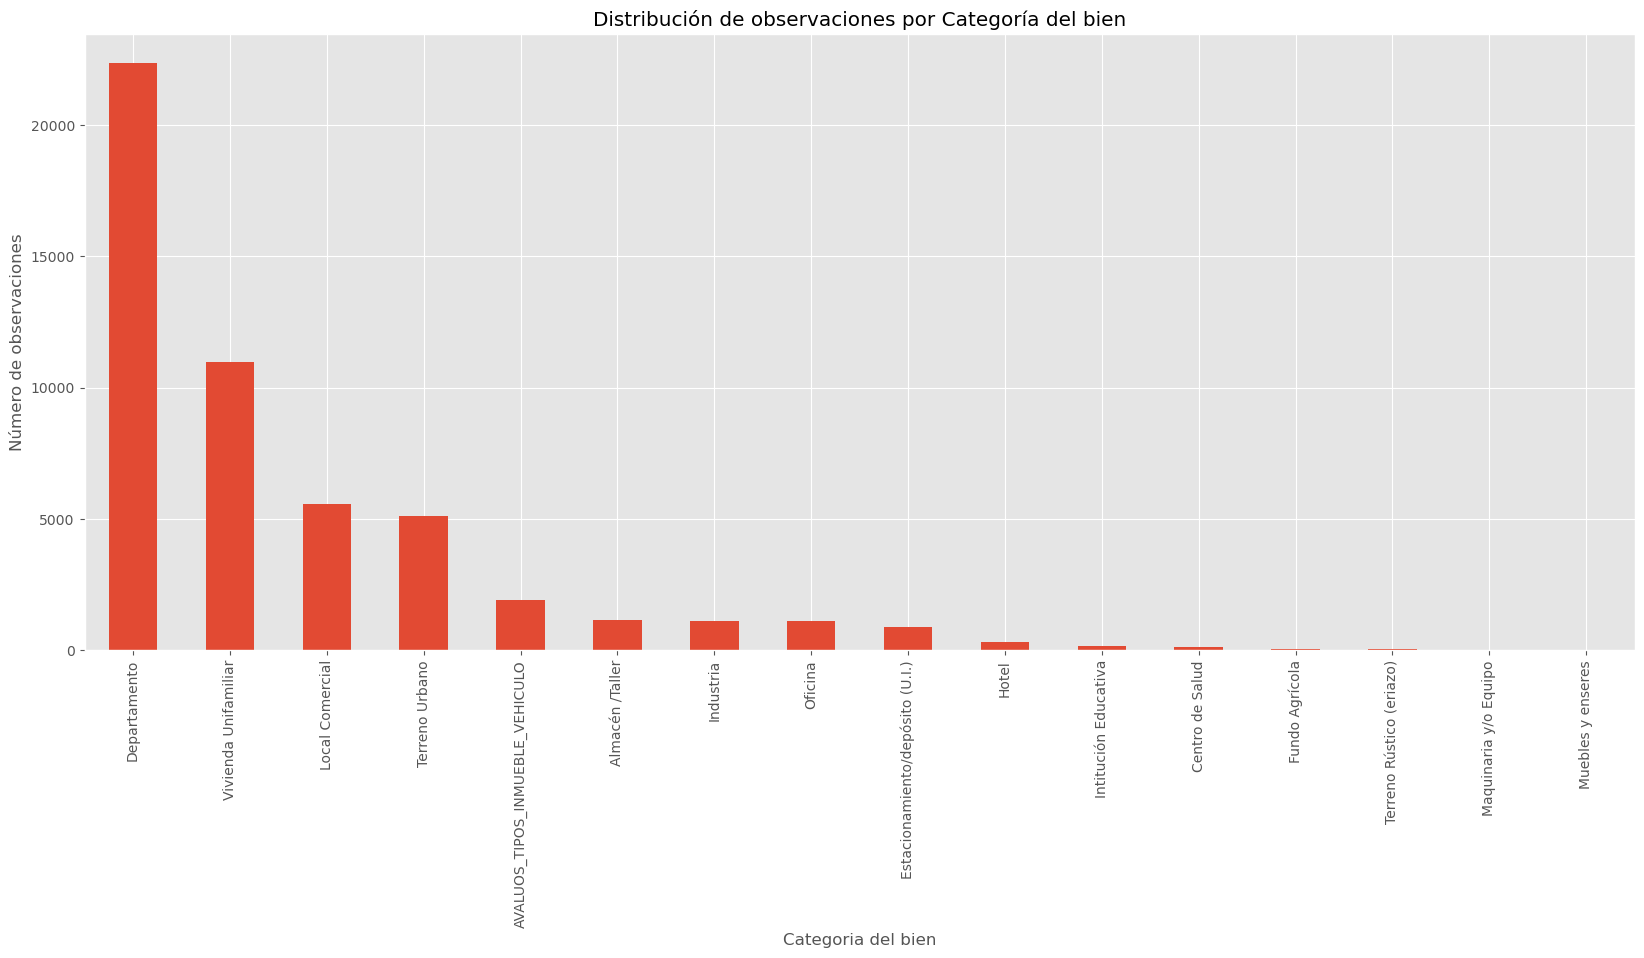 Distribución de observaciones por Categoría del bien
Número de observaciones
20000
15000
10000
5000
0
Departamento
Vivienda Unifamiliar
Local Comercial
Terreno Urbano
AVALUOS_TIPOS_INMUEBLE_VEHICULO
Almacén /Taller
Industria
Oficina
Estacionamiento/depósito (U.I.)
Hotel
Intitución Educativa
Centro de Salud
Fundo Agrícola
Terreno Rústico (eriazo)
Maquinaria y/o Equipo
Muebles y enseres
Categoria del bien